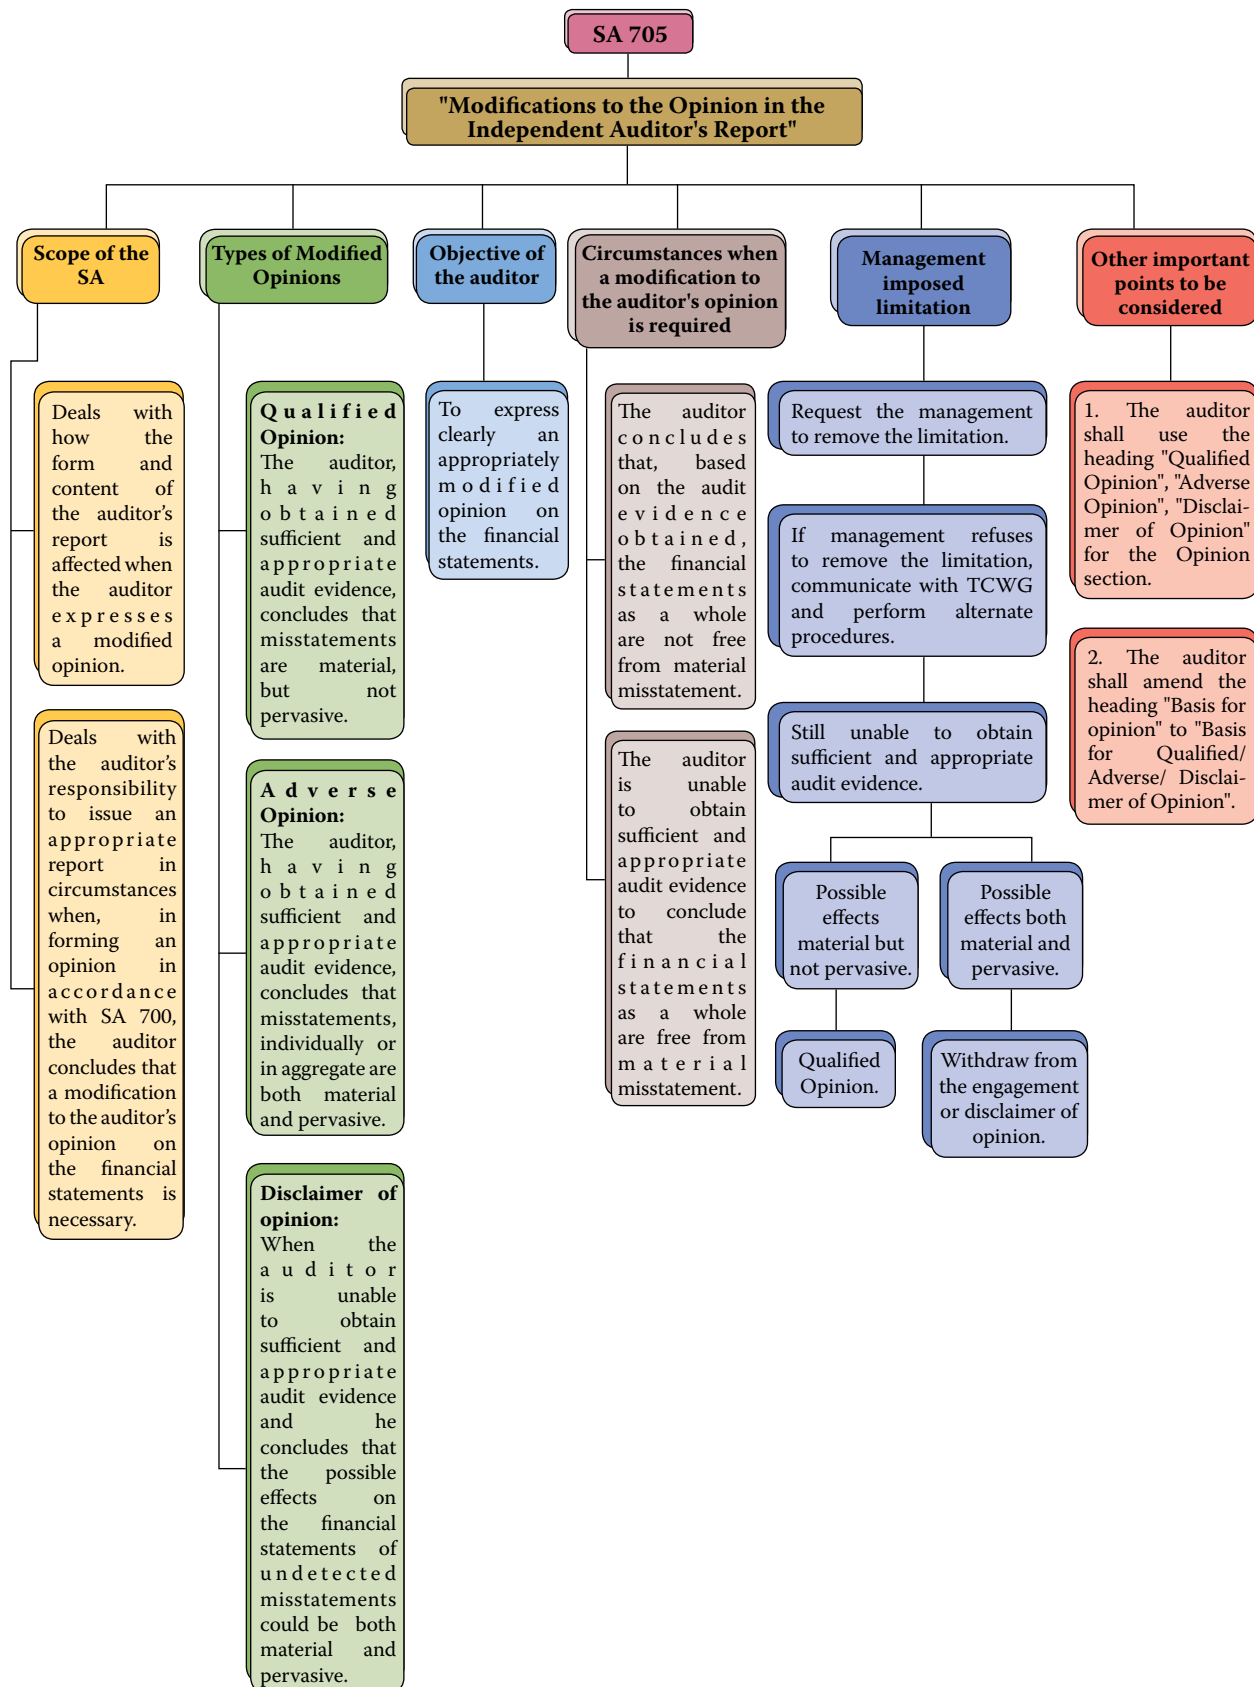 SA 705
"Modifications to the Opinion in the
Independent Auditor's Report"
Scope of the
SA
Deals with
how the
form and
content of
the auditor's
report is
affected when
the auditor
expresses
a modified
opinion.
Deals with
the auditor's
responsibility
to issue an
appropriate
report in
circumstances
when, in
forming an
opinion in
accordance
with SA 700,
the auditor
concludes that
a modification
to the auditor's
opinion on
the financial
statements is
necessary.
Types of Modified
Opinions
Qualified
Opinion:
The auditor,
having
obtained
sufficient and
appropriate
audit evidence,
concludes that
misstatements
are material,
but not
pervasive.
Adverse
Opinion:
The auditor,
having
obtained
sufficient and
appropriate
audit evidence,
concludes that
misstatements,
individually or
in aggregate are
both material
and pervasive.
Disclaimer of
opinion:
When the
auditor
is unable
to obtain
sufficient and
appropriate
audit evidence
and he
concludes that
the possible
effects on
the financial
statements of
undetected
misstatements
could be both
material and
pervasive.
Objective of
the auditor
To express
clearly an
appropriately
modified
opinion on
the financial
statements.
Circumstances when
a modification to
the auditor's opinion
is required
The auditor
concludes
that, based
on the audit
evidence
obtained,
the financial
statements
as a whole
are not free
from material
misstatement.
The auditor
is unable
to obtain
sufficient and
appropriate
audit evidence
to conclude
that the
financial
statements
as a whole
are free from
material
misstatement.
Management
imposed
limitation
Request the management
to remove the limitation.
If management refuses
to remove the limitation,
communicate with TCWG
and perform alternate
procedures.
Still unable to obtain
sufficient and appropriate
audit evidence.
Possible
effects
material but
not pervasive.
Qualified
Opinion.
Possible
effects both
material and
pervasive.
Withdraw from
the engagement
or disclaimer of
opinion.
Other important
points to be
considered
1. The auditor
shall use the
heading "Qualified
Opinion", "Adverse
Opinion", "Disclai-
mer of Opinion"
for the Opinion
section.
2. The auditor
shall amend the
heading "Basis for
opinion" to "Basis
for Qualified/
Adverse/ Disclai-
mer of Opinion".